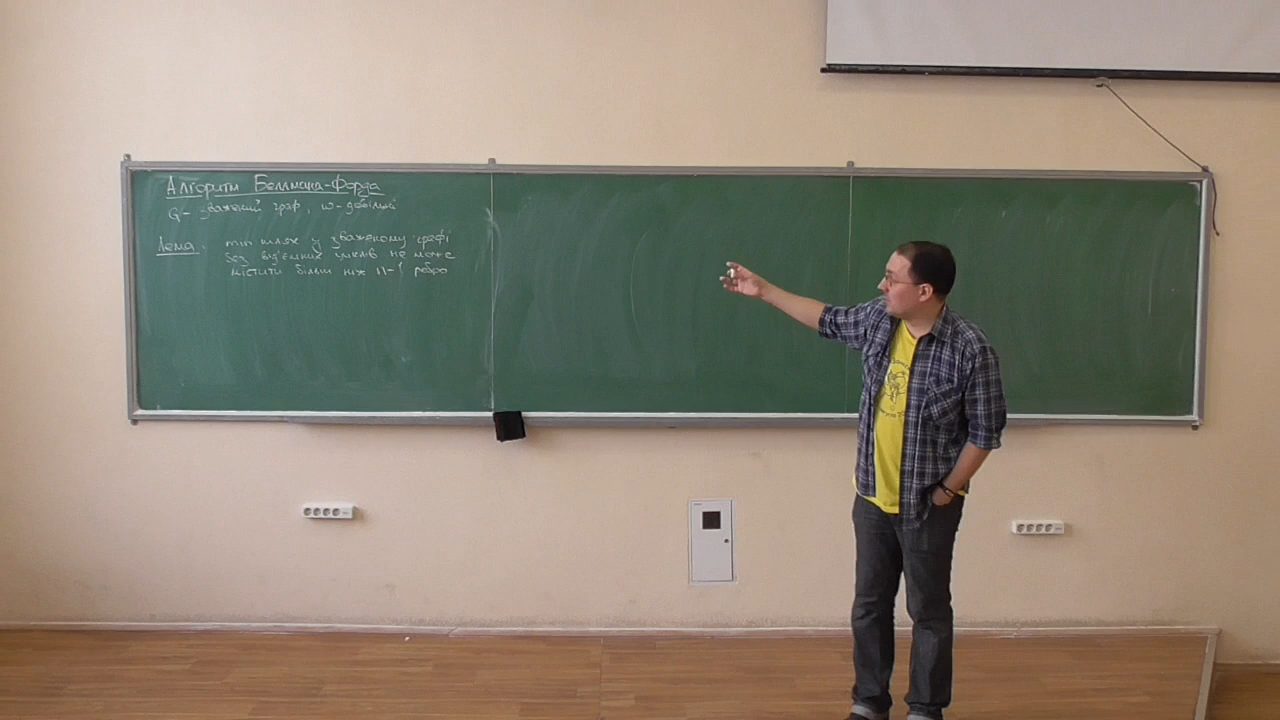 Алгоритм Беллмана-Форда
G - зважений граф, w - довільні
Лема: min шлях у зваженому графі
без від'ємних циклів не може
містити більш ніж n-1 ребро